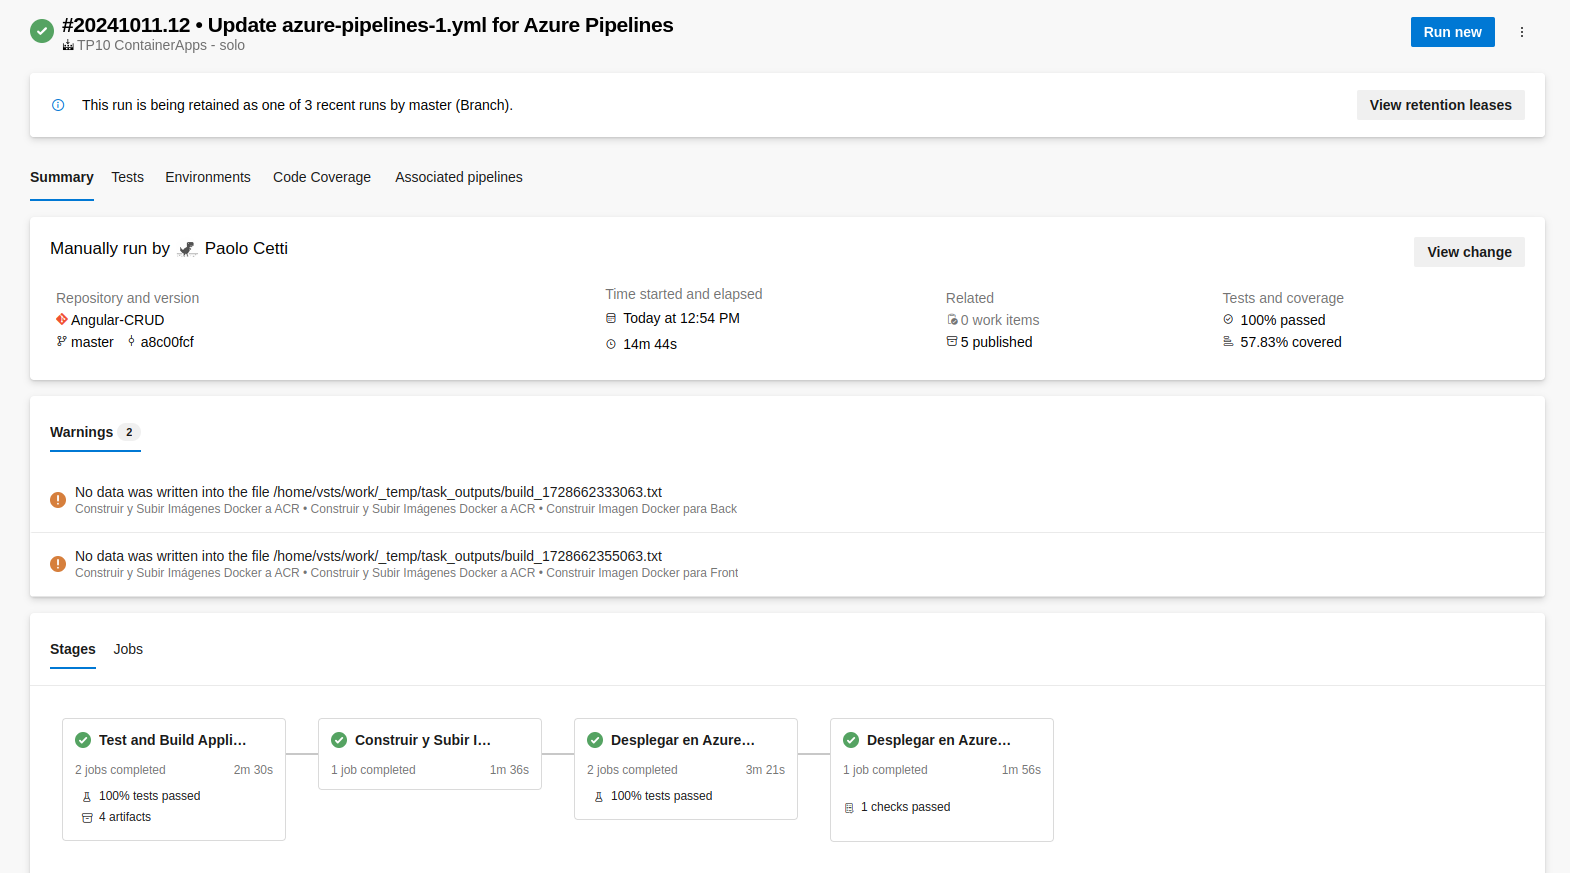 #20241011.12 • Update azure-pipelines-1.yml for Azure Pipelines
TP10 ContainerApps - solo
Run new
This run is being retained as one of 3 recent runs by master (Branch).
View retention leases
Summary Tests Environments Code Coverage Associated pipelines
Manually run by Paolo Cetti
View change
Repository and version
Angular-CRUD
master a8c00fcf
Time started and elapsed
Today at 12:54 PM
14m 44s
Related
0 work items
5 published
Tests and coverage
100% passed
57.83% covered
Warnings 2
No data was written into the file /home/vsts/work/_temp/task_outputs/build_1728662333063.txt
Construir y Subir Imágenes Docker a ACR • Construir y Subir Imágenes Docker a ACR • Construir Imagen Docker para Back
No data was written into the file /home/vsts/work/_temp/task_outputs/build_1728662355063.txt
Construir y Subir Imágenes Docker a ACR • Construir y Subir Imágenes Docker a ACR • Construir Imagen Docker para Front
Stages Jobs
Test and Build Appli...
2 jobs completed 2m 30s
100% tests passed
4 artifacts
Construir y Subir I...
1 job completed 1m 36s
Desplegar en Azure...
2 jobs completed 3m 21s
100% tests passed
Desplegar en Azure...
1 job completed 1m 56s
1 checks passed